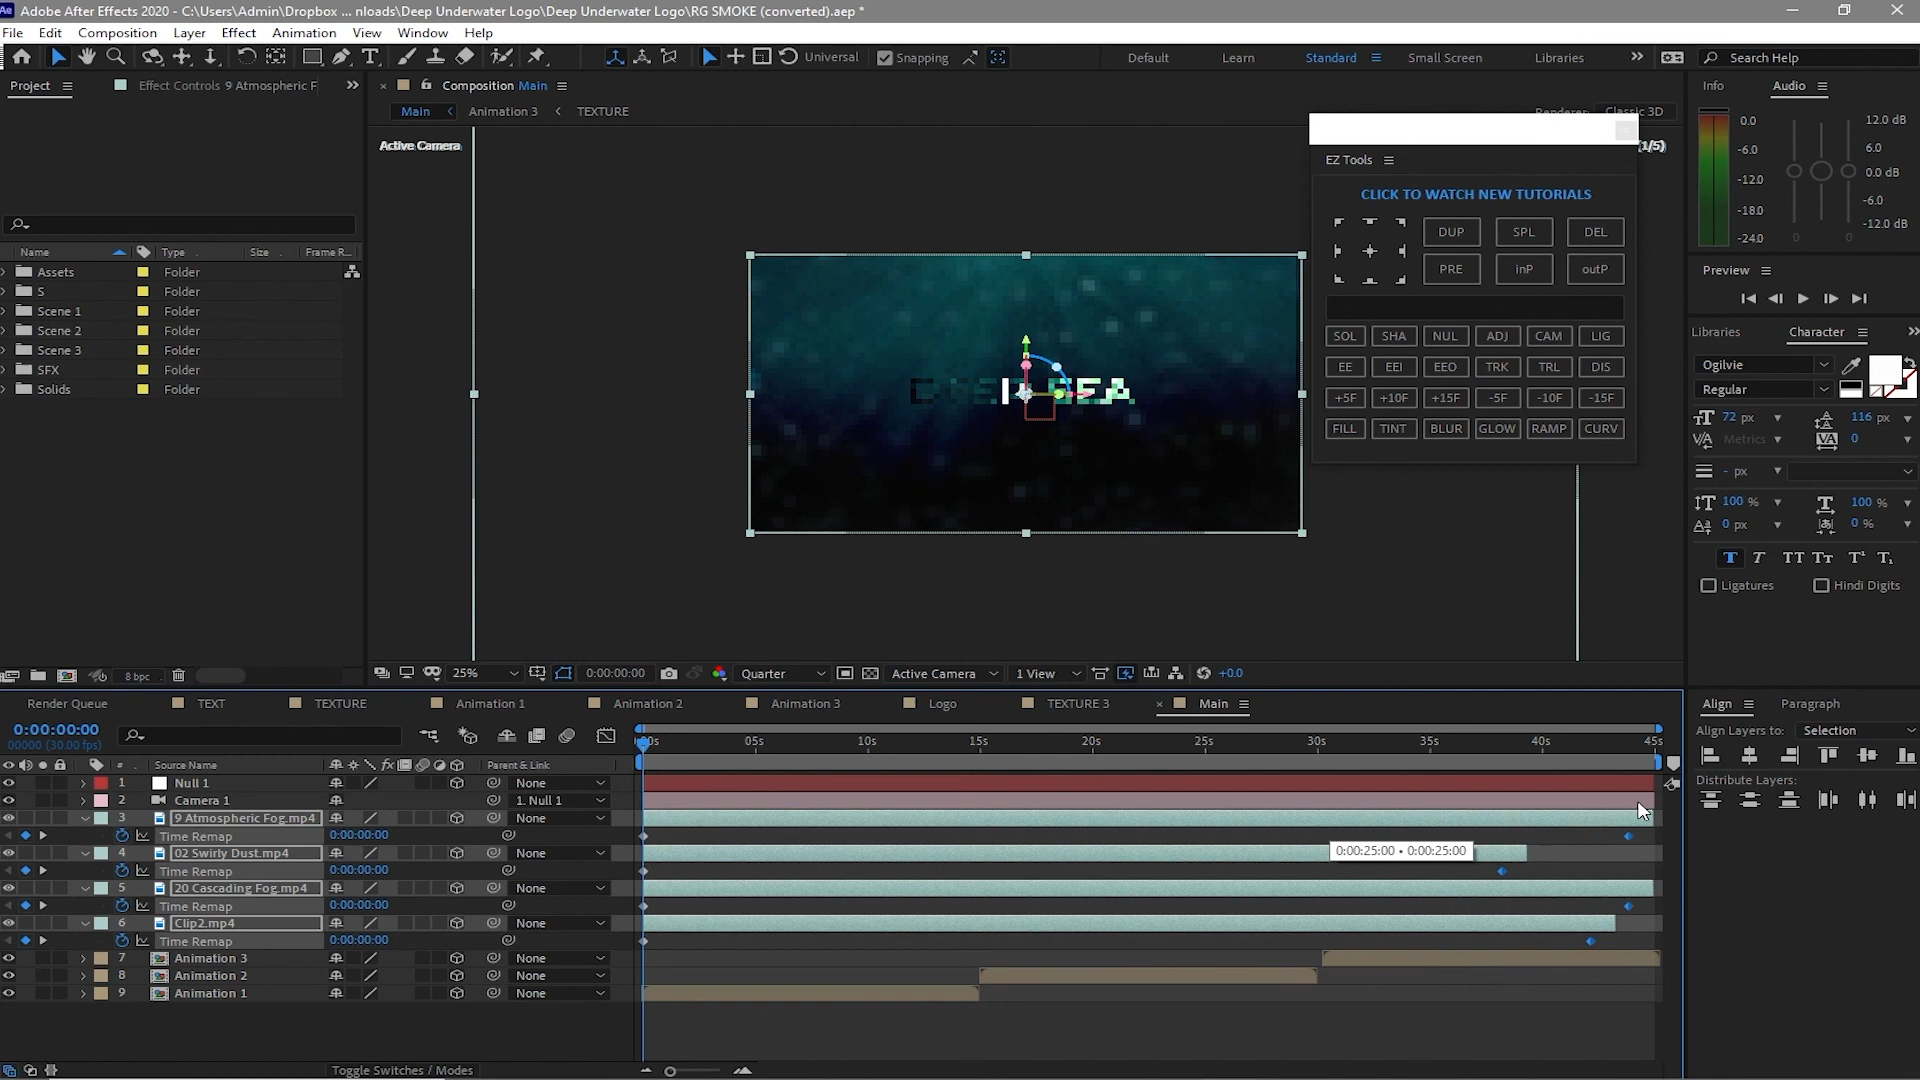 Adobe After Effects 2020 - C:\Users\Admin\Dropbox ... nloads\Deep Underwater Logo\Deep Underwater Logo\RG SMOKE (converted).aep *
File Edit Composition Layer Effect Animation View Window Help
Universal Snapping Default Learn Standard Small Screen Libraries Search Help
Project Effect Controls 9 Atmospheric F Composition Main
Main Animation 3 TEXTURE Renderer: Classic 3D
Active Camera
(1/5)
Name Type Size Frame R...
Assets Folder
S Folder
Scene 1 Folder
Scene 2 Folder
Scene 3 Folder
SFX Folder
Solids Folder
SEA
EZ Tools
CLICK TO WATCH NEW TUTORIALS
DUP SPL DEL
PRE inP outP
SOL SHA NUL ADJ CAM LIG
EE EEI EEO TRK TRL DIS
+5F +10F +15F -5F -10F -15F
FILL TINT BLUR GLOW RAMP CURV
Info Audio
0.0 12.0 dB
-6.0 6.0
-12.0 0.0 dB
-18.0 -6.0
-24.0 -12.0 dB
0 0
Preview
Libraries Character
Ogilvie
Regular
72 px 116 px
Metrics 0
- px
100 % 100 %
0 px 0 %
T T TT Tt T¹ T₁
Ligatures Hindi Digits
8 bpc 25% 0:00:00:00 Quarter Active Camera 1 View +0.0
Render Queue TEXT TEXTURE Animation 1 Animation 2 Animation 3 Logo TEXTURE 3 Main
0:00:00:00
00000 (30.00 fps)
05s 10s 15s 20s 25s 30s 35s 40s 45s
# Source Name fx Parent & Link
1 Null 1 None
2 Camera 1 1. Null 1
3 9 Atmospheric Fog.mp4 None
Time Remap 0:00:00:00
4 02 Swirly Dust.mp4 None
0:00:25:00 • 0:00:25:00
Time Remap 0:00:00:00
5 20 Cascading Fog.mp4 None
Time Remap 0:00:00:00
6 Clip2.mp4 None
Time Remap 0:00:00:00
7 Animation 3 None
8 Animation 2 None
9 Animation 1 None
Toggle Switches / Modes
Align Paragraph
Align Layers to: Selection
Distribute Layers: